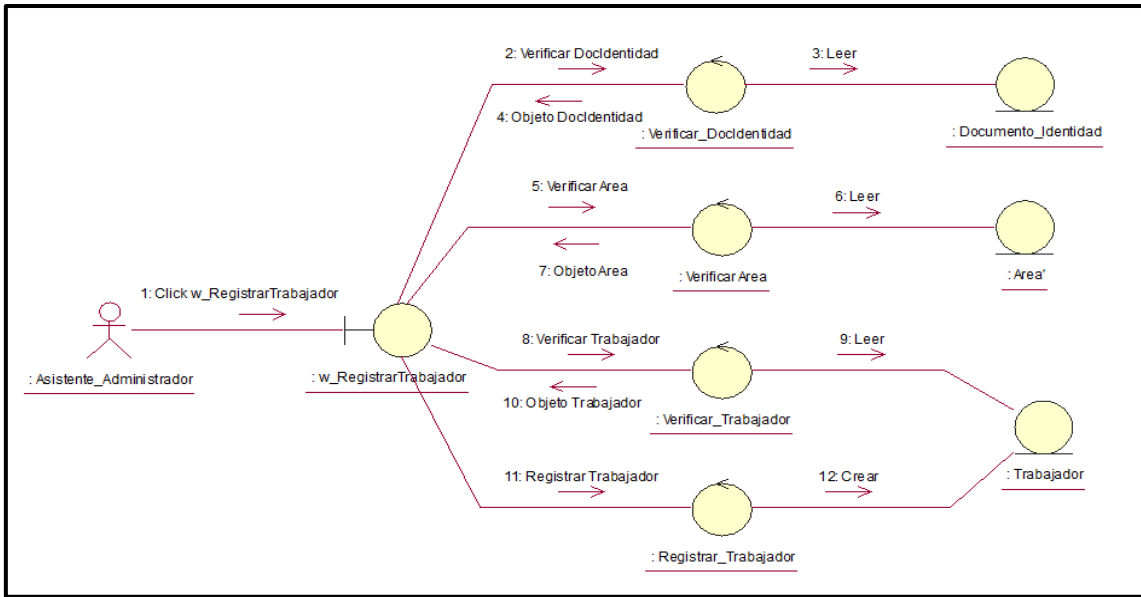 2: Verificar DocIdentidad
3: Leer
4: Objeto DocIdentidad
: Verificar_DocIdentidad
: Documento_Identidad
5: Verificar Area
6: Leer
7: Objeto Area
: Verificar Area
: Area'
1: Click w_RegistrarTrabajador
: Asistente_Administrador
: w_RegistrarTrabajador
8: Verificar Trabajador
9: Leer
10: Objeto Trabajador
: Verificar_Trabajador
: Trabajador
11: Registrar Trabajador
12: Crear
: Registrar_Trabajador